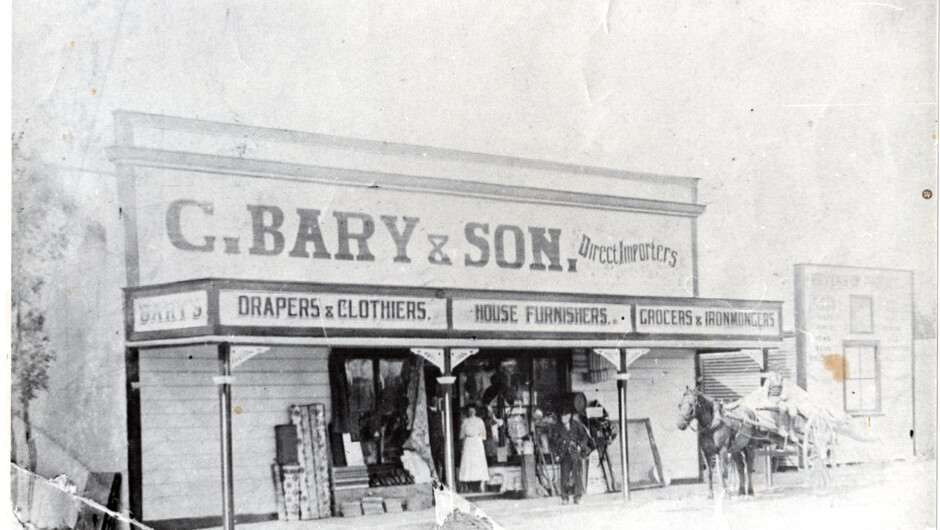 C. BARY & SON. Direct Importers
BARY'S DRAPERS & CLOTHIERS. HOUSE FURNISHERS. GROCERS & IRONMONGERS